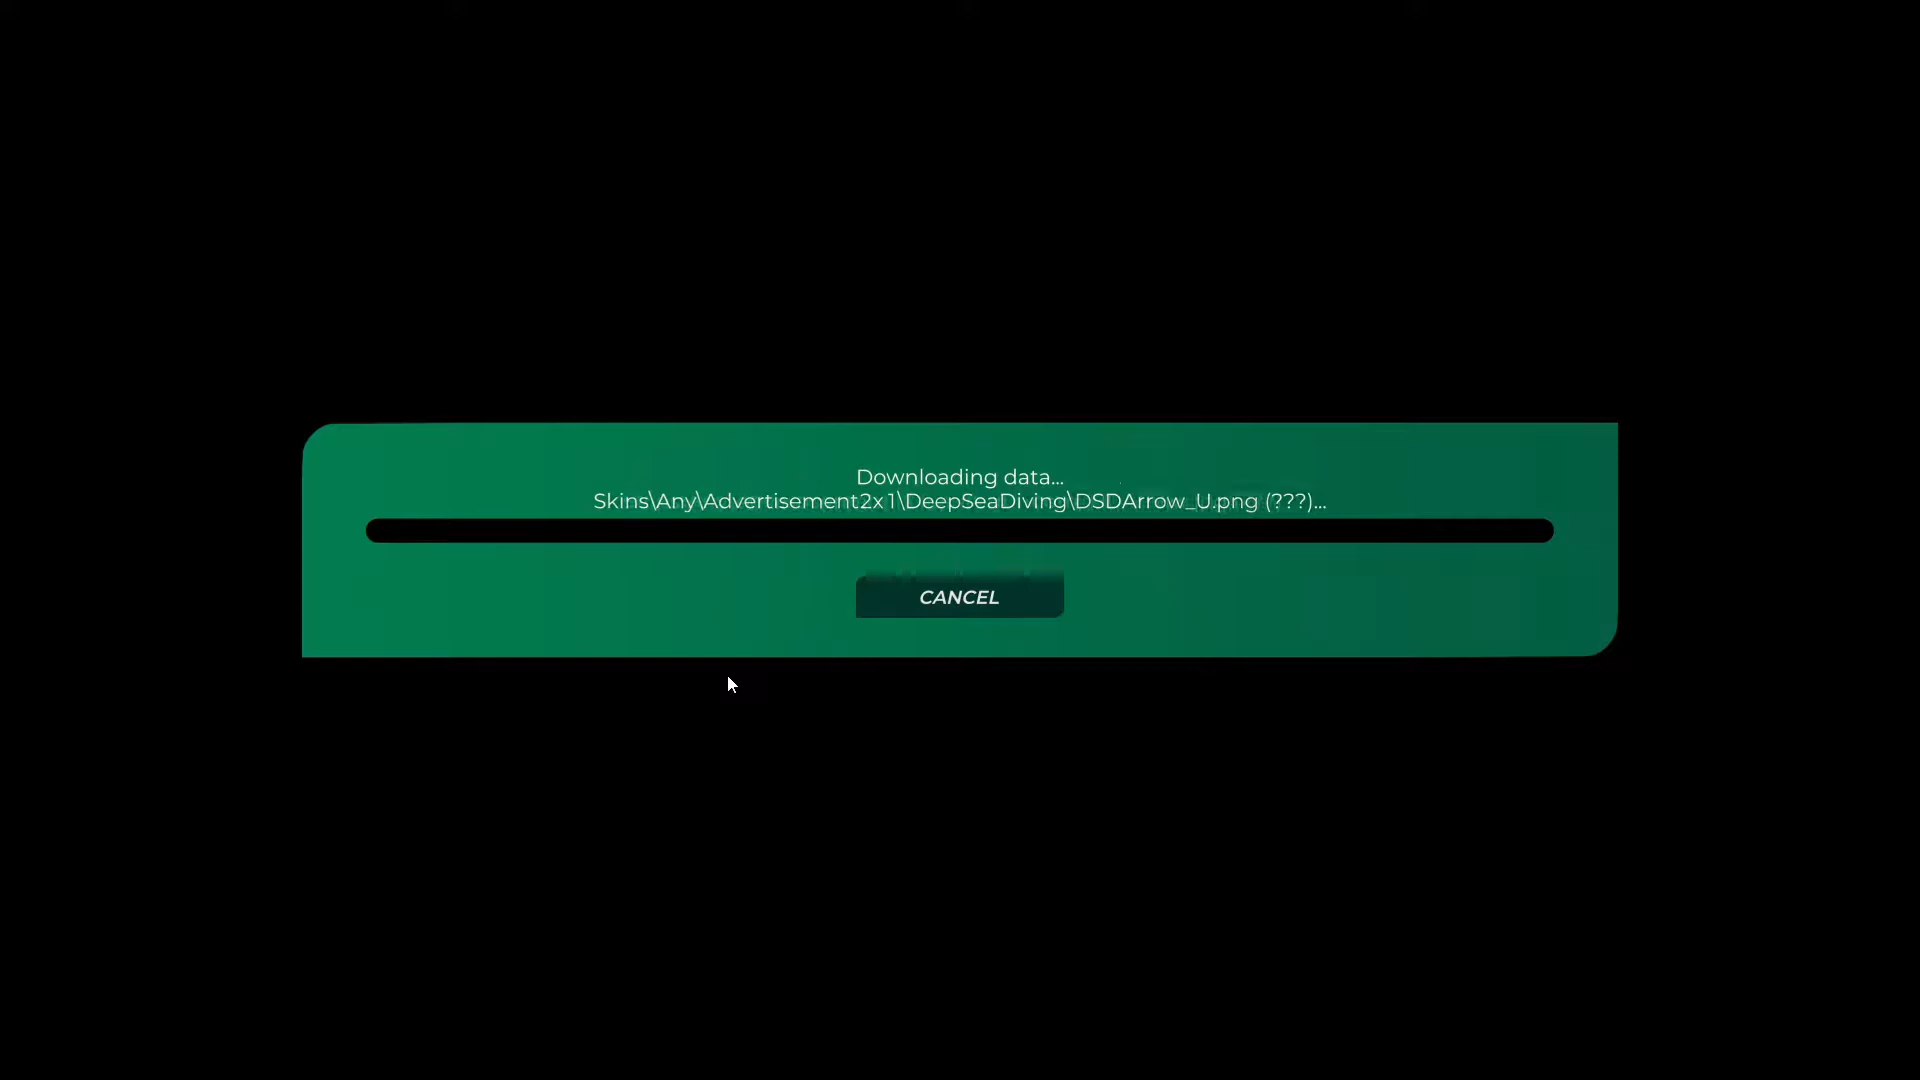 Downloading data...
Skins\Any\Advertisement2x1\DeepSeaDiving\DSDArrow_U.png (???)...
CANCEL